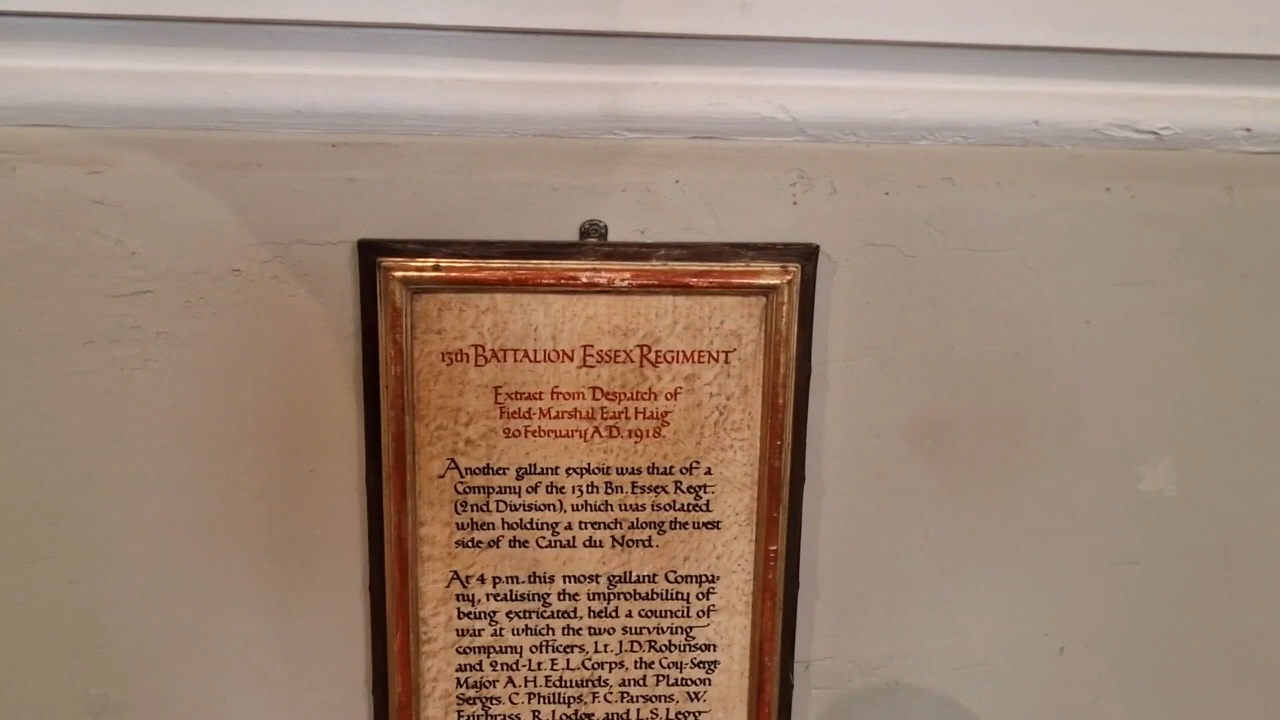 13th BATTALION ESSEX REGIMENT
Extract from Despatch of
Field-Marshal Earl Haig
20 February A.D. 1918.
Another gallant exploit was that of a
Company of the 13th Bn. Essex Regt.
(2nd Division), which was isolated
when holding a trench along the west
side of the Canal du Nord.
At 4 p.m. this most gallant Compa-
ny, realising the improbability of
being extricated, held a council of
war at which the two surviving
company officers, Lt. J.D. Robinson
and 2nd-Lt. E.L. Corps, the Coy-Sergt-
Major A.H. Edwards, and Platoon
Sergts. C. Phillips, F.C. Parsons, W.
Fairbrass, R. Lodge, and L.S. Legg